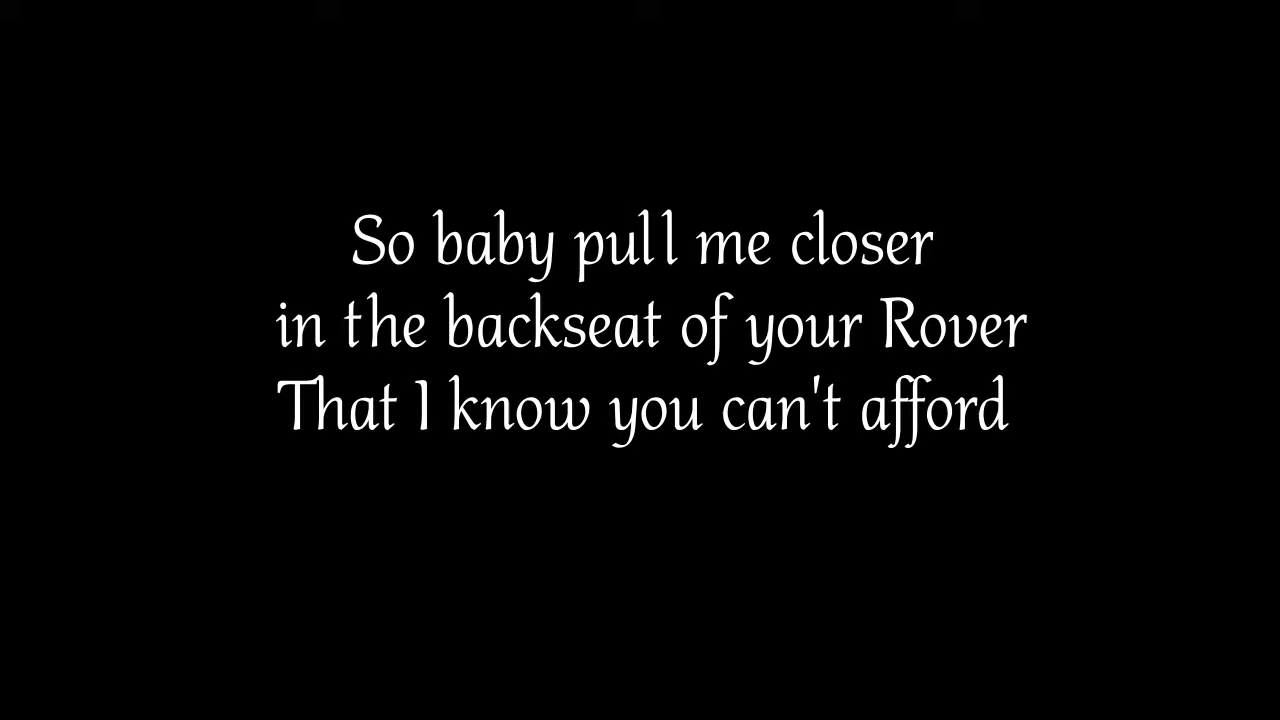 So baby pull me closer
in the backseat of your Rover
That I know you can't afford